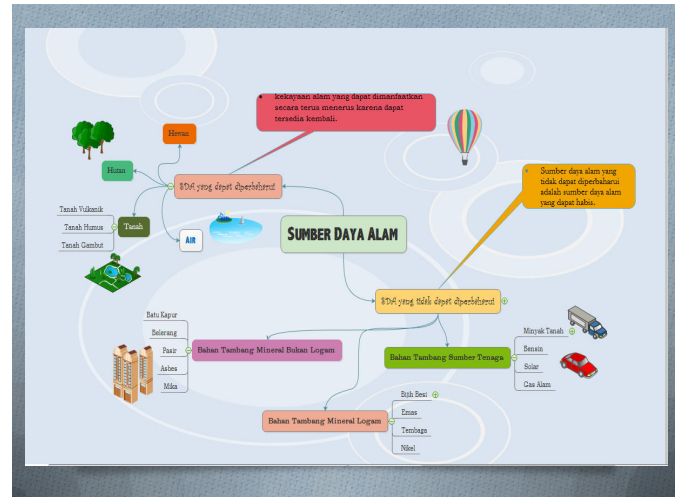 kekayaan alam yang dapat dimanfaatkan
secara terus menerus karena dapat
tersedia kembali.
Hewan
Hutan
SDA yang dapat diperbaharui
Sumber daya alam yang
tidak dapat diperbaharui
adalah sumber daya alam
yang dapat habis.
Tanah Vulkanik
Tanah Humus
Tanah Gambut
Tanah
AIR
SUMBER DAYA ALAM
SDA yang tidak dapat diperbaharui
Batu Kapur
Belerang
Pasir
Asbes
Mika
Bahan Tambang Mineral Bukan Logam
Bahan Tambang Sumber Tenaga
Minyak Tanah
Bensin
Solar
Gas Alam
Bahan Tambang Mineral Logam
Bijih Besi
Emas
Tembaga
Nikel